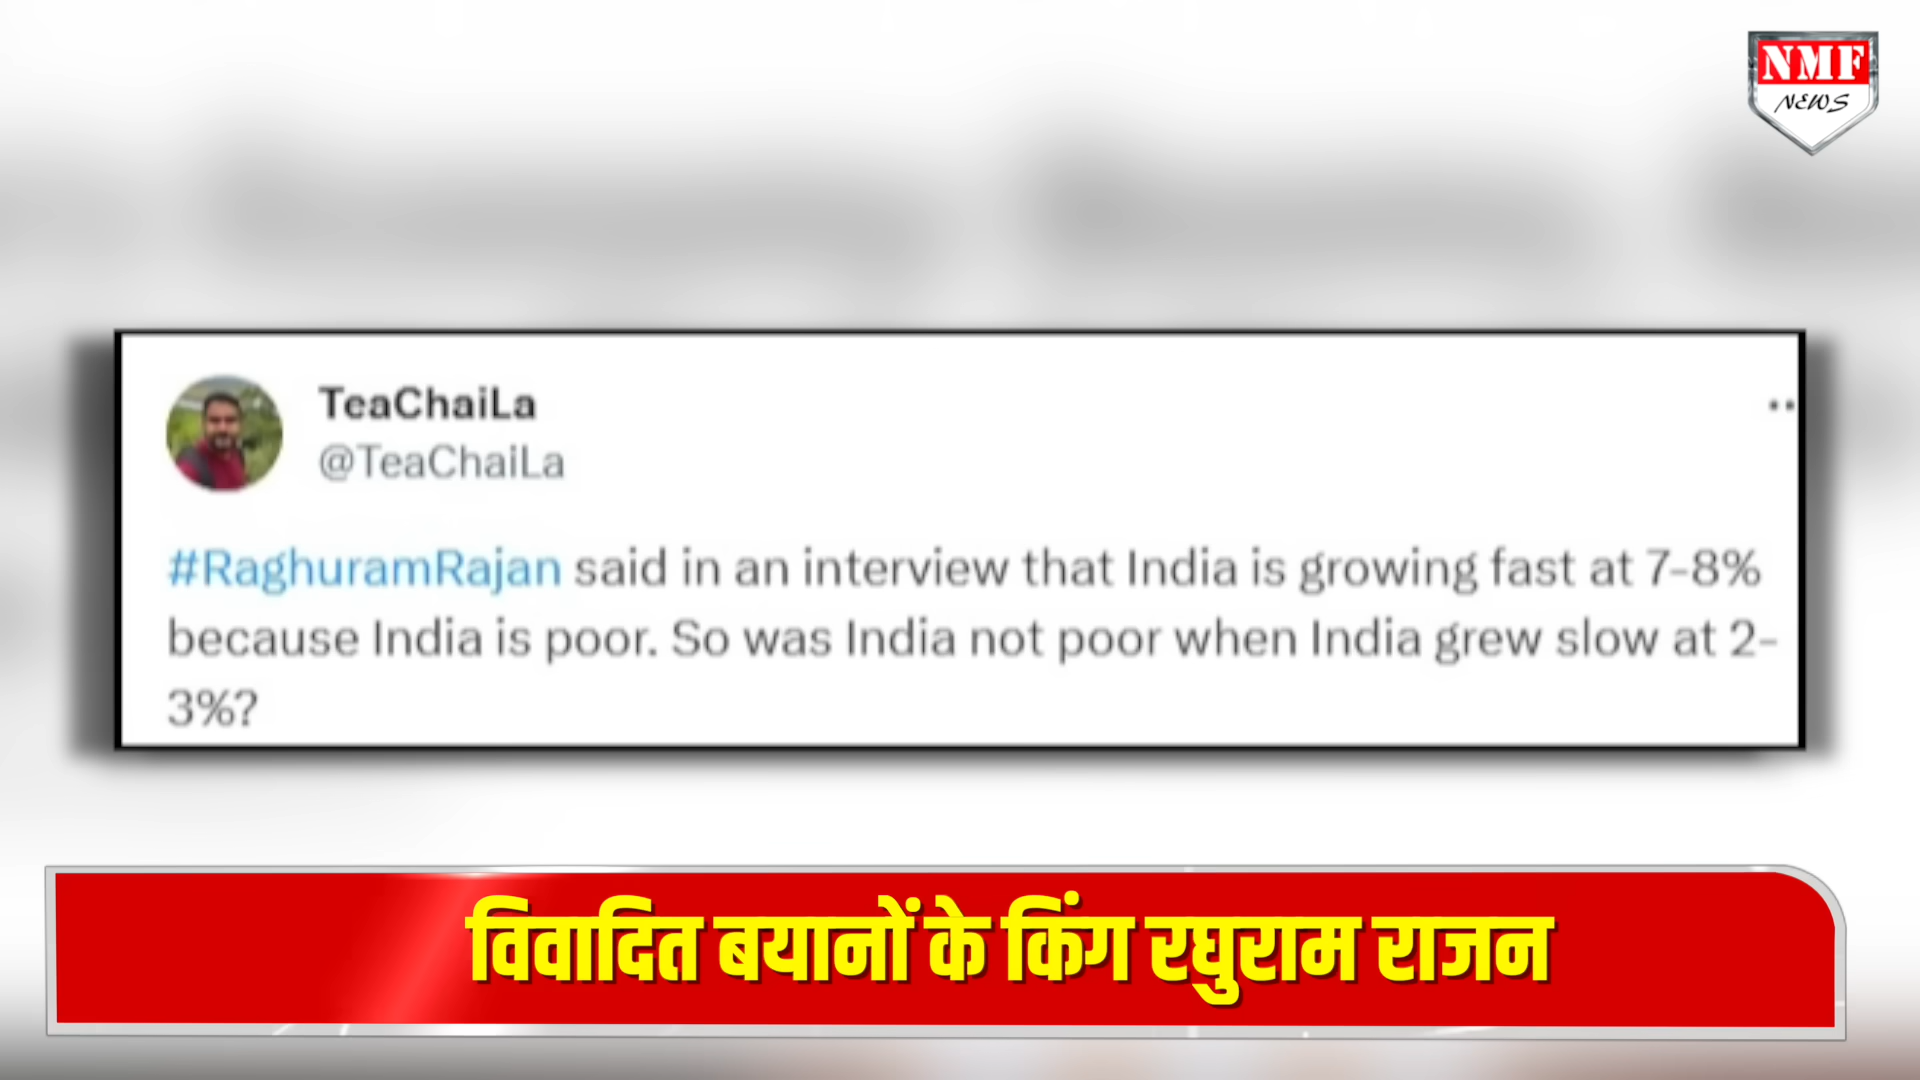 NMF
NEWS
TeaChaiLa
@TeaChaiLa
#RaghuramRajan said in an interview that India is growing fast at 7-8%
because India is poor. So was India not poor when India grew slow at 2-
3%?
विवादित बयानों के किंग रघुराम राजन